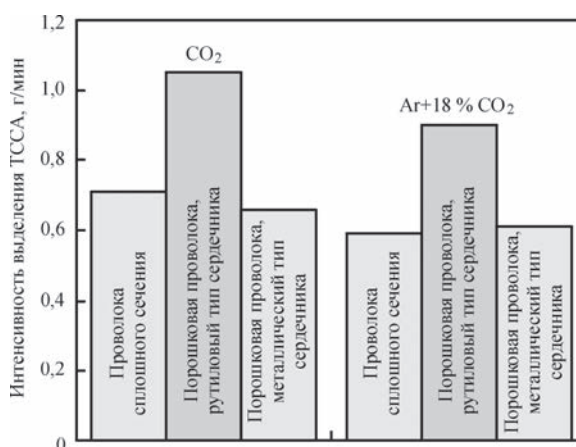 Интенсивность выделения ТССА, г/мин
1,2
1,0
0,8
0,6
0,4
0,2
0
CO₂
Проволока
сплошного сечения
Порошковая проволока,
рутиловый тип сердечника
Порошковая проволока,
металлический тип
сердечника
Ar+18 % CO₂
Проволока
сплошного сечения
Порошковая проволока,
рутиловый тип сердечника
Порошковая проволока,
металлический тип
сердечника